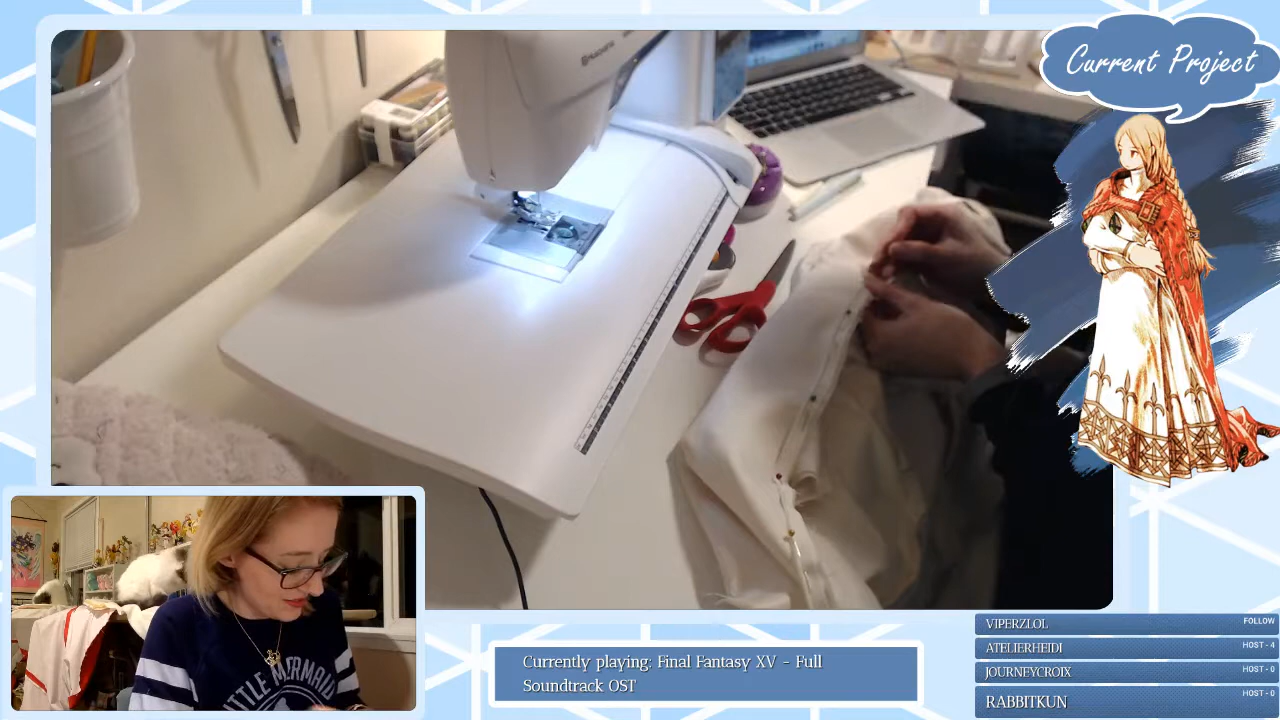 Current Project
LITTLE MERMAID
Currently playing: Final Fantasy XV - Full
Soundtrack OST
VIPERZLOL FOLLOW
ATELIERHEIDI HOST - 4
JOURNEYCROIX HOST - 0
RABBITKUN HOST - 0